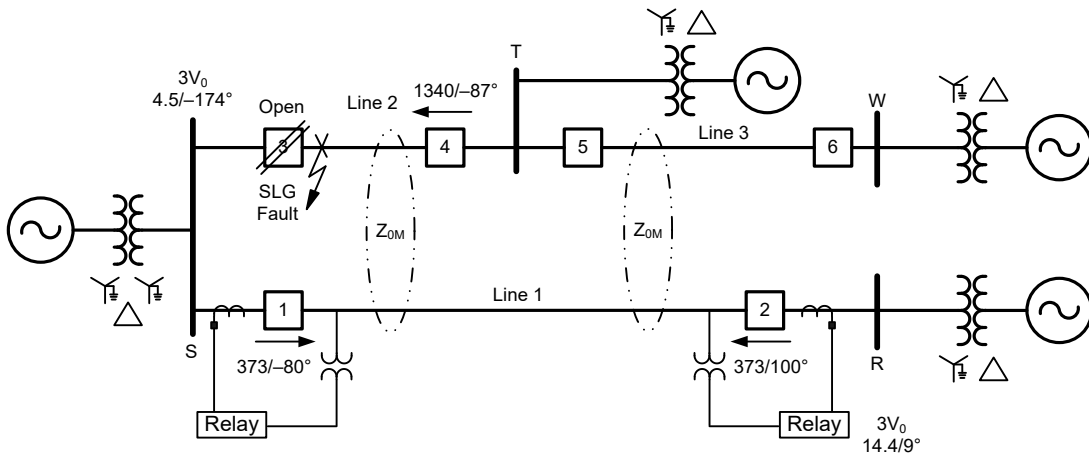 T
3V0
4.5/–174°
Open
Line 2
1340/–87°
W
Line 3
3
4
5
6
SLG
Fault
Z0M
Z0M
Line 1
1
2
S
373/–80°
373/100°
R
Relay
Relay
3V0
14.4/9°